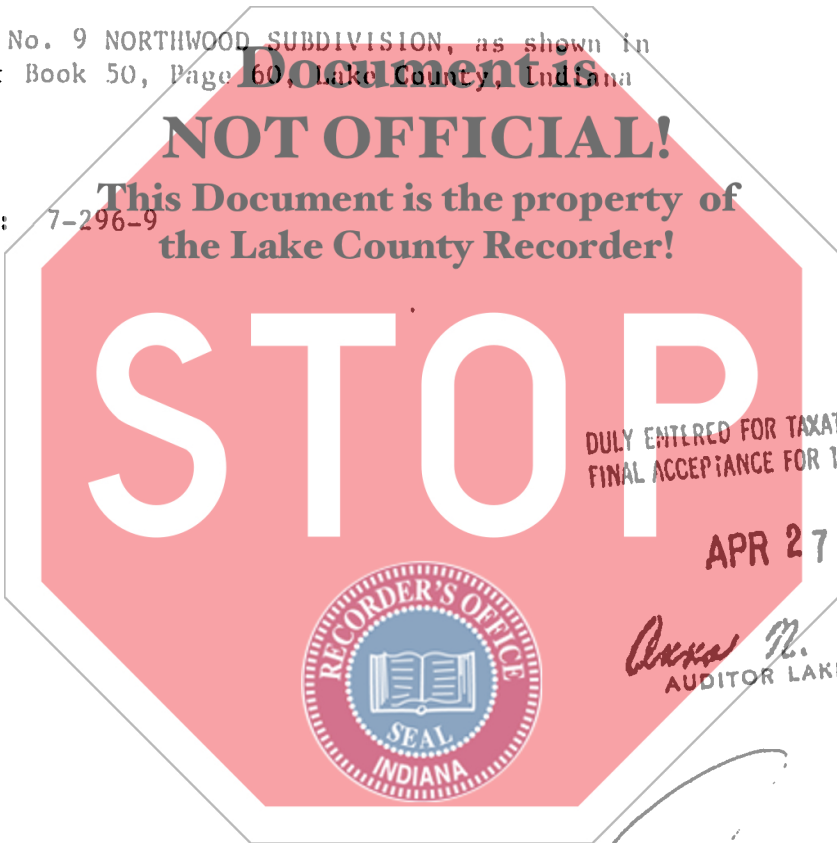 No. 9 NORTHWOOD SUBDIVISION, as shown in
Book 50, Page 60, Lake County, Indiana
Document is
NOT OFFICIAL!
This Document is the property of
the Lake County Recorder!
: 7-296-9
STOP
DULY ENTERED FOR TAXAT
FINAL ACCEPTANCE FOR T
APR 27
Anna N.
AUDITOR LAKE
RECORDER'S OFFICE
SEAL
INDIANA